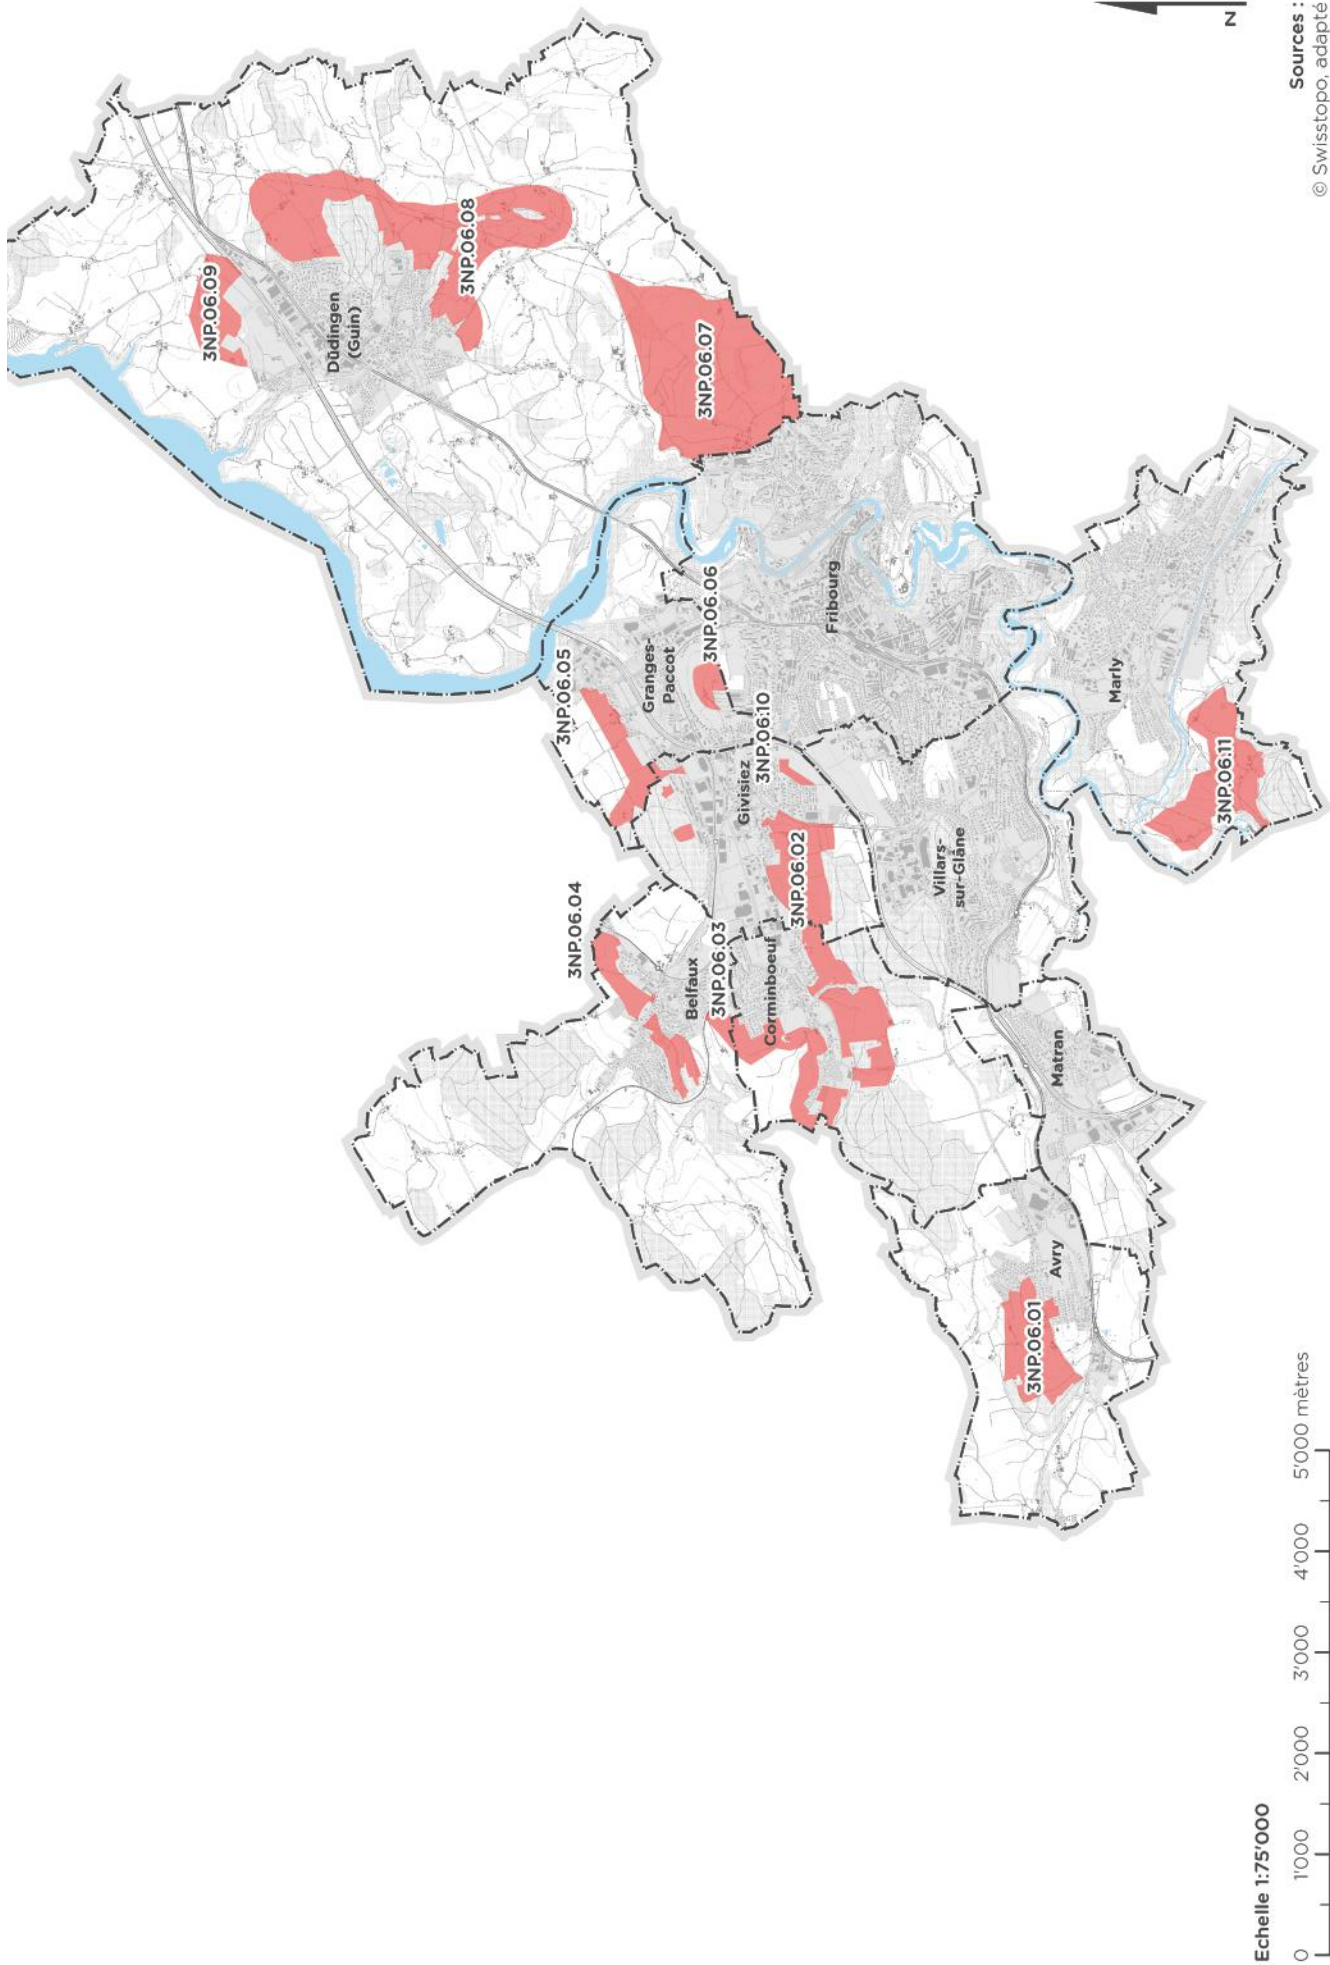 3NP.06.09
Düdingen
(Guin)
3NP.06.08
3NP.06.07
3NP.06.05
Granges-
Paccot
3NP.06.06
Fribourg
3NP.06.10
Givisiez
3NP.06.04
Belfaux
3NP.06.03
Corminboeuf
3NP.06.02
Villars-
sur-Glâne
Marly
3NP.06.11
Matran
Avry
3NP.06.01
Echelle 1:75'000
0 1'000 2'000 3'000 4'000 5'000 mètres
N
Sources :
© Swisstopo, adapté